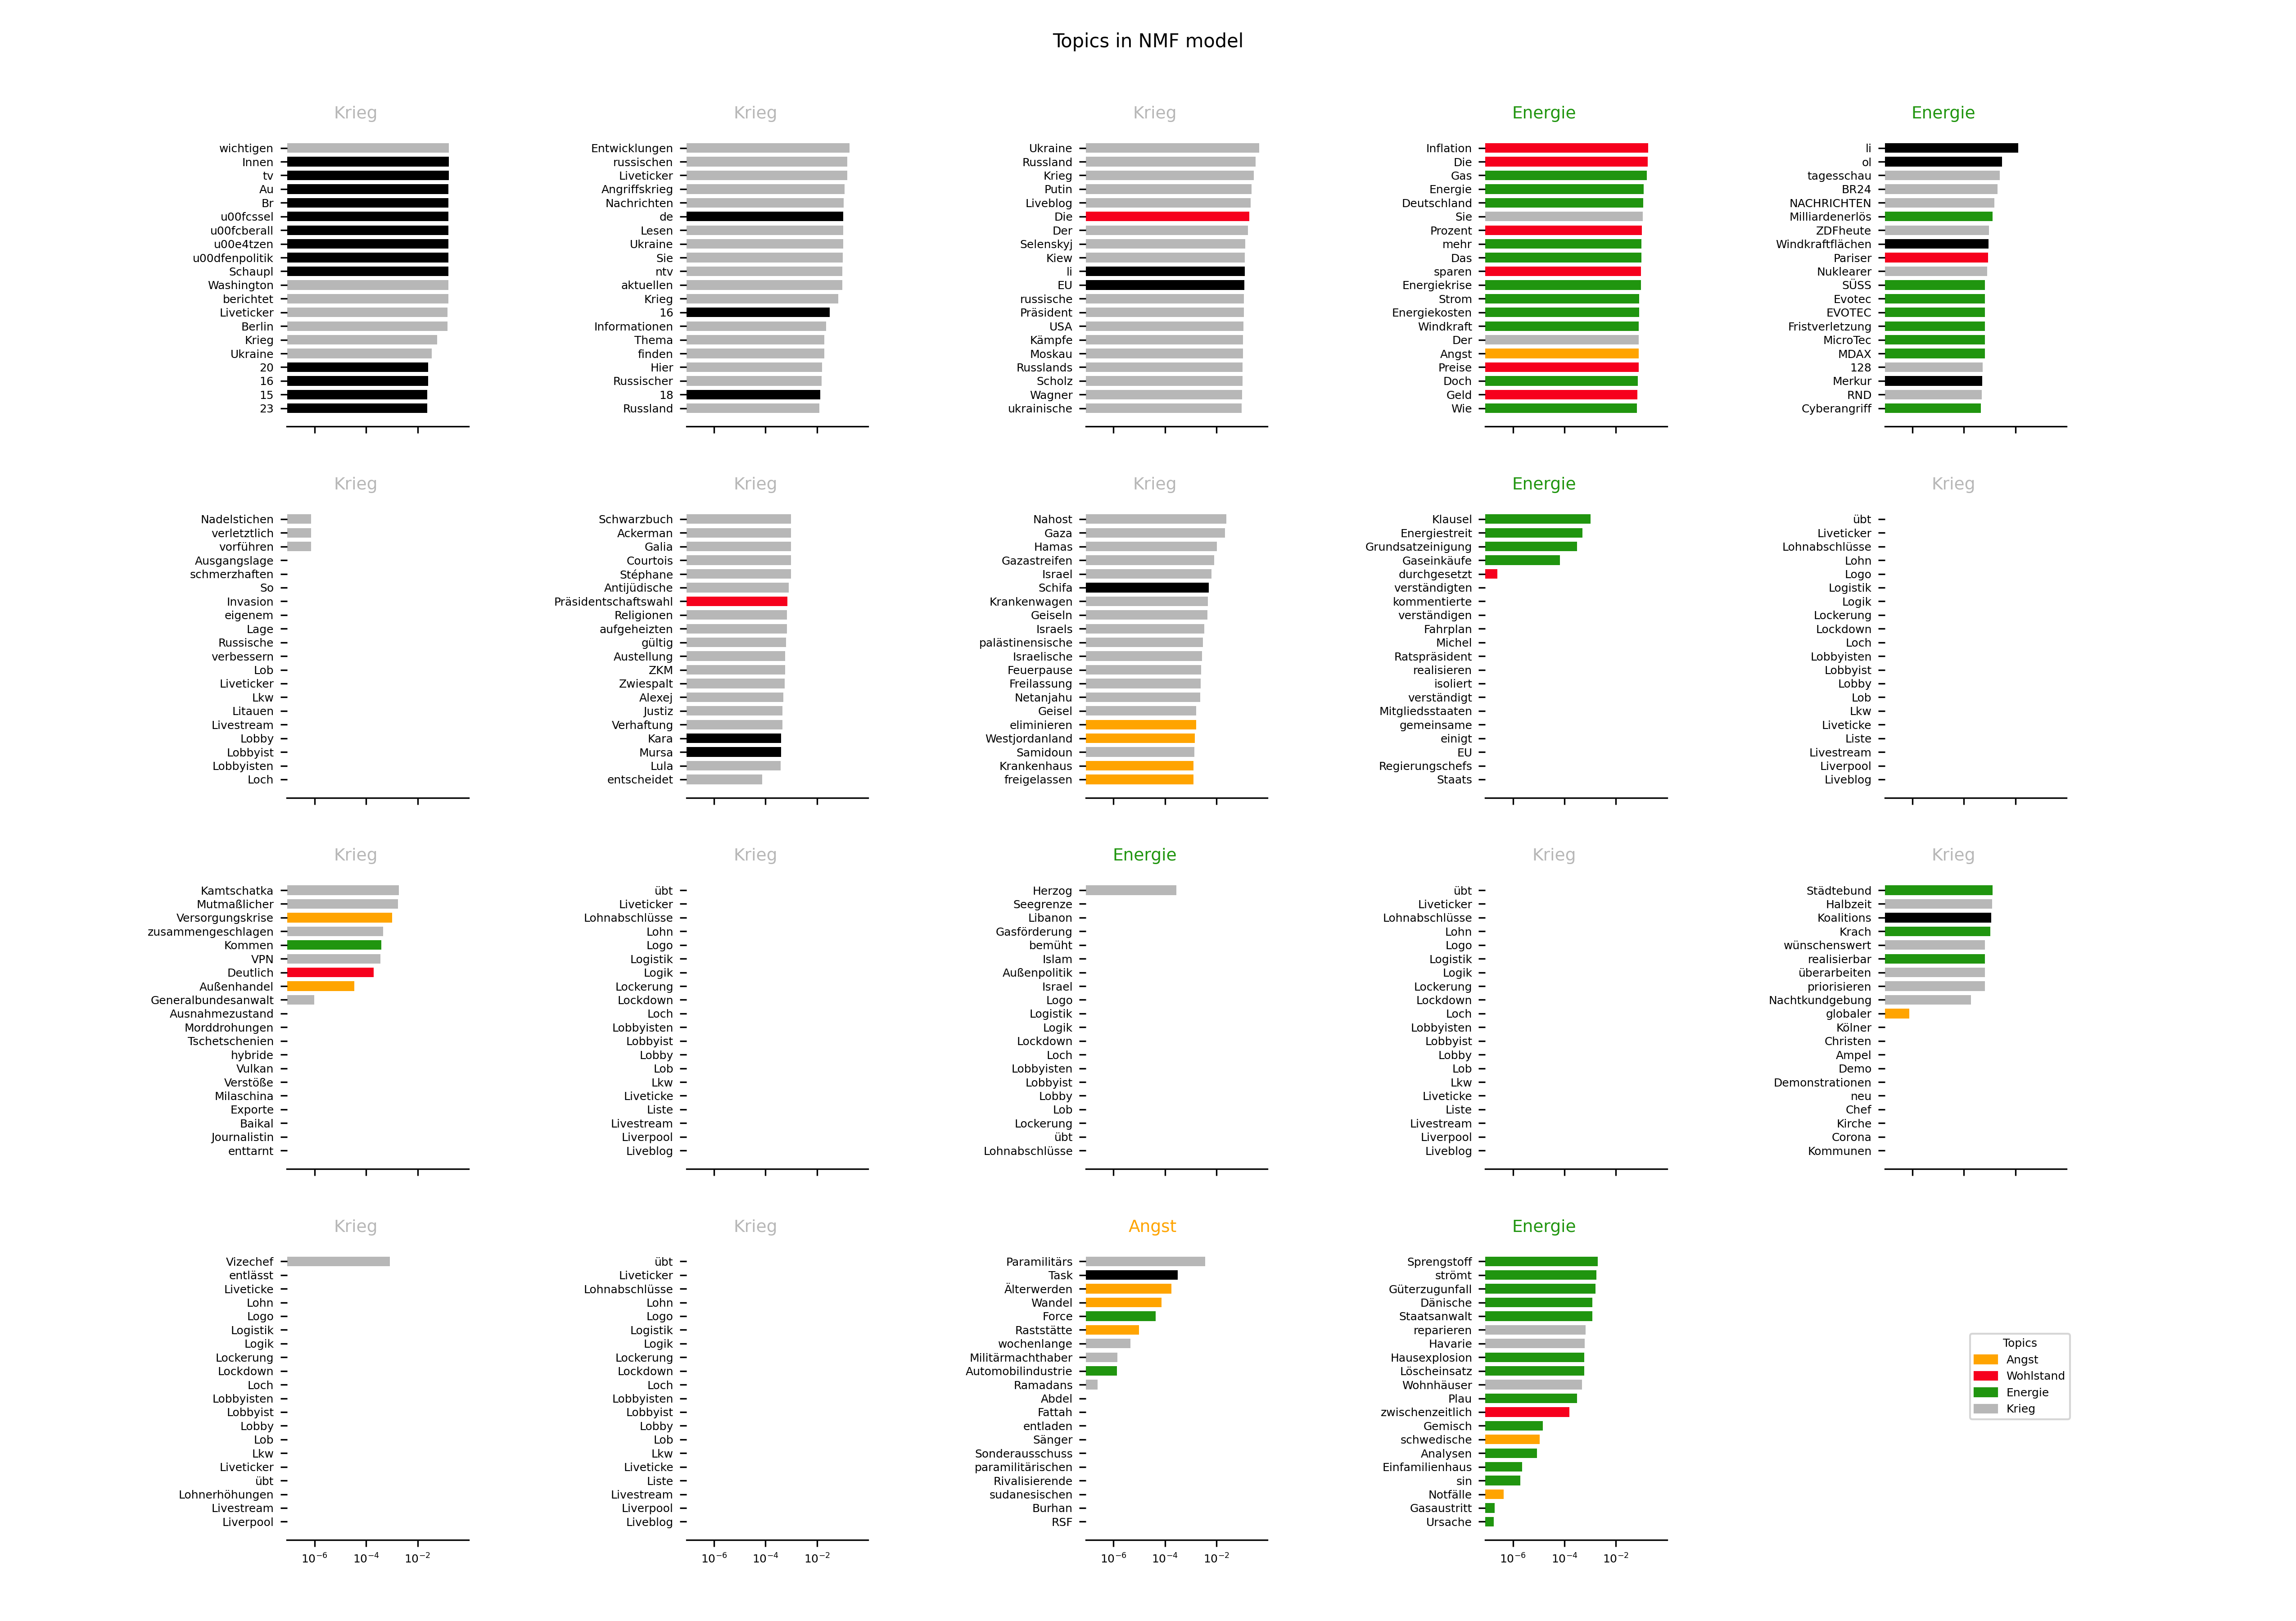 Topics in NMF model
Krieg
wichtigen
Innen
tv
Au
Br
u00fcssel
u00fcberall
u00e4tzen
u00dfenpolitik
Schaupl
Washington
berichtet
Liveticker
Berlin
Krieg
Ukraine
20
16
15
23
Krieg
Entwicklungen
russischen
Liveticker
Angriffskrieg
Nachrichten
de
Lesen
Ukraine
Sie
ntv
aktuellen
Krieg
16
Informationen
Thema
finden
Hier
Russischer
18
Russland
Krieg
Ukraine
Russland
Krieg
Putin
Liveblog
Die
Der
Selenskyj
Kiew
li
EU
russische
Präsident
USA
Kämpfe
Moskau
Russlands
Scholz
Wagner
ukrainische
Energie
Inflation
Die
Gas
Energie
Deutschland
Sie
Prozent
mehr
Das
sparen
Energiekrise
Strom
Energiekosten
Windkraft
Der
Angst
Preise
Doch
Geld
Wie
Energie
li
ol
tagesschau
BR24
NACHRICHTEN
Milliardenerlös
ZDFheute
Windkraftflächen
Pariser
Nuklearer
SÜSS
Evotec
EVOTEC
Fristverletzung
MicroTec
MDAX
128
Merkur
RND
Cyberangriff
Krieg
Nadelstichen
verletztlich
vorführen
Ausgangslage
schmerzhaften
So
Invasion
eigenem
Lage
Russische
verbessern
Lob
Liveticker
Lkw
Litauen
Livestream
Lobby
Lobbyist
Lobbyisten
Loch
Krieg
Schwarzbuch
Ackerman
Galia
Courtois
Stéphane
Antijüdische
Präsidentschaftswahl
Religionen
aufgeheizten
gültig
Austellung
ZKM
Zwiespalt
Alexej
Justiz
Verhaftung
Kara
Mursa
Lula
entscheidet
Krieg
Nahost
Gaza
Hamas
Gazastreifen
Israel
Schifa
Krankenwagen
Geiseln
Israels
palästinensische
Israelische
Feuerpause
Freilassung
Netanjahu
Geisel
eliminieren
Westjordanland
Samidoun
Krankenhaus
freigelassen
Energie
Klausel
Energiestreit
Grundsatzeinigung
Gaseinkäufe
durchgesetzt
verständigten
kommentierte
verständigen
Fahrplan
Michel
Ratspräsident
realisieren
isoliert
verständigt
Mitgliedsstaaten
gemeinsame
einigt
EU
Regierungschefs
Staats
Krieg
übt
Liveticker
Lohnabschlüsse
Lohn
Logo
Logistik
Logik
Lockerung
Lockdown
Loch
Lobbyisten
Lobbyist
Lobby
Lob
Lkw
Liveticke
Liste
Livestream
Liverpool
Liveblog
Krieg
Kamtschatka
Mutmaßlicher
Versorgungskrise
zusammengeschlagen
Kommen
VPN
Deutlich
Außenhandel
Generalbundesanwalt
Ausnahmezustand
Morddrohungen
Tschetschenien
hybride
Vulkan
Verstöße
Milaschina
Exporte
Baikal
Journalistin
enttarnt
Krieg
übt
Liveticker
Lohnabschlüsse
Lohn
Logo
Logistik
Logik
Lockerung
Lockdown
Loch
Lobbyisten
Lobbyist
Lobby
Lob
Lkw
Liveticke
Liste
Livestream
Liverpool
Liveblog
Energie
Herzog
Seegrenze
Libanon
Gasförderung
bemüht
Islam
Außenpolitik
Israel
Logo
Logistik
Logik
Lockdown
Loch
Lobbyisten
Lobbyist
Lobby
Lob
Lockerung
übt
Lohnabschlüsse
Krieg
übt
Liveticker
Lohnabschlüsse
Lohn
Logo
Logistik
Logik
Lockerung
Lockdown
Loch
Lobbyisten
Lobbyist
Lobby
Lob
Lkw
Liveticke
Liste
Livestream
Liverpool
Liveblog
Krieg
Städtebund
Halbzeit
Koalitions
Krach
wünschenswert
realisierbar
überarbeiten
priorisieren
Nachtkundgebung
globaler
Kölner
Christen
Ampel
Demo
Demonstrationen
neu
Chef
Kirche
Corona
Kommunen
Krieg
Vizechef
entlässt
Liveticke
Lohn
Logo
Logistik
Logik
Lockerung
Lockdown
Loch
Lobbyisten
Lobbyist
Lobby
Lob
Lkw
Liveticker
übt
Lohnerhöhungen
Livestream
Liverpool
10⁻⁶ 10⁻⁴ 10⁻²
Krieg
übt
Liveticker
Lohnabschlüsse
Lohn
Logo
Logistik
Logik
Lockerung
Lockdown
Loch
Lobbyisten
Lobbyist
Lobby
Lob
Lkw
Liveticke
Liste
Livestream
Liverpool
Liveblog
10⁻⁶ 10⁻⁴ 10⁻²
Angst
Paramilitärs
Task
Älterwerden
Wandel
Force
Raststätte
wochenlange
Militärmachthaber
Automobilindustrie
Ramadans
Abdel
Fattah
entladen
Sänger
Sonderausschuss
paramilitärischen
Rivalisierende
sudanesischen
Burhan
RSF
10⁻⁶ 10⁻⁴ 10⁻²
Energie
Sprengstoff
strömt
Güterzugunfall
Dänische
Staatsanwalt
reparieren
Havarie
Hausexplosion
Löscheinsatz
Wohnhäuser
Plau
zwischenzeitlich
Gemisch
schwedische
Analysen
Einfamilienhaus
sin
Notfälle
Gasaustritt
Ursache
10⁻⁶ 10⁻⁴ 10⁻²
Topics
Angst
Wohlstand
Energie
Krieg